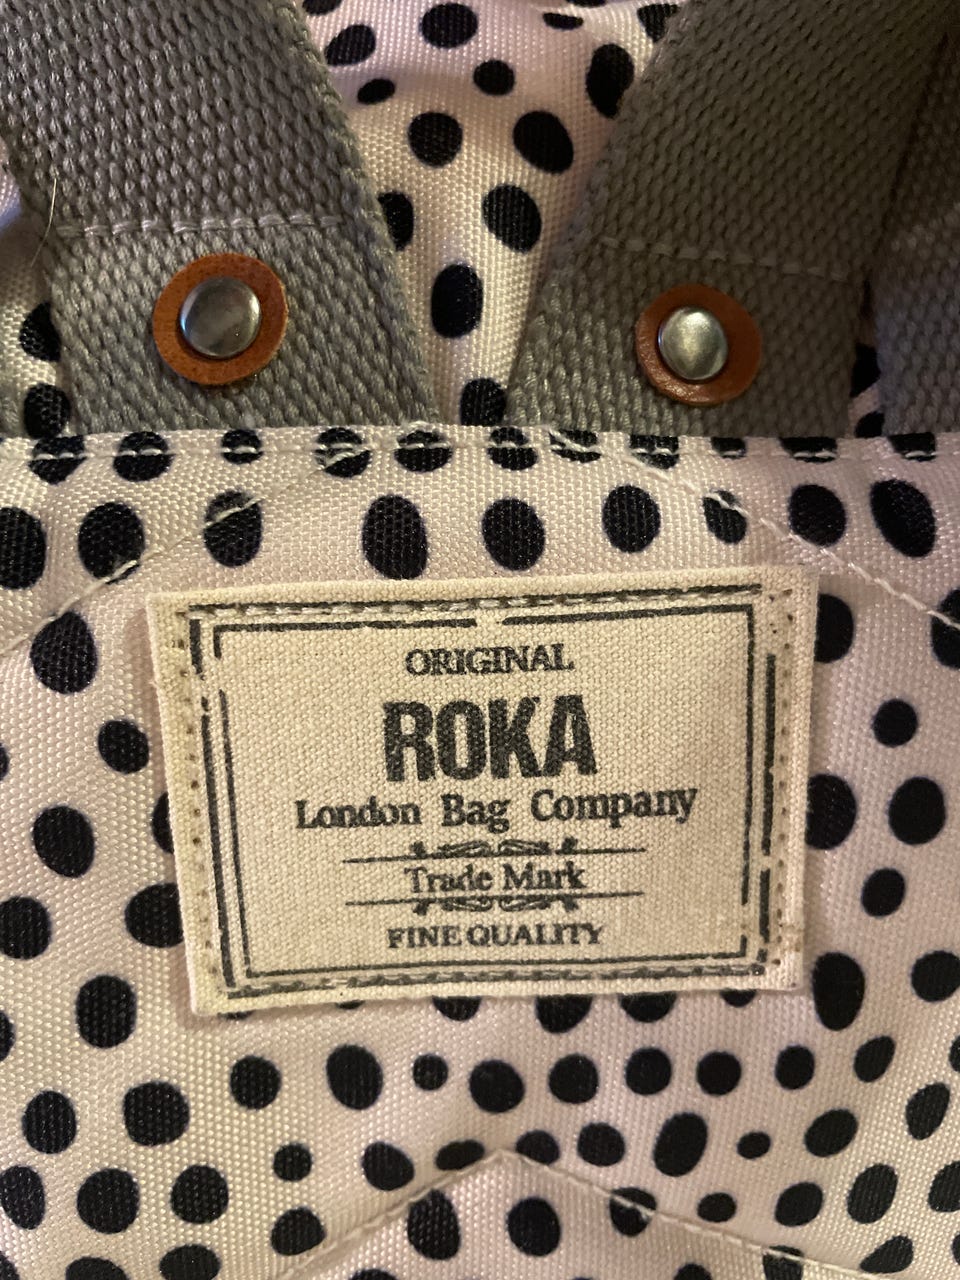 ORIGINAL
ROKA
London Bag Company
Trade Mark
FINE QUALITY